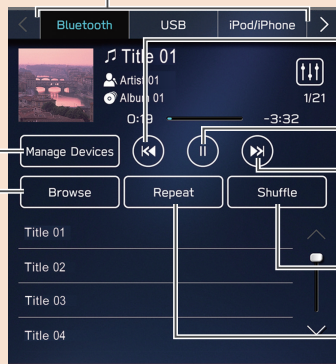 Bluetooth USB iPod/iPhone
Title 01
Artist 01
Album 01
1/21
0:19 -3:32
Manage Devices
Browse Repeat Shuffle
Title 01
Title 02
Title 03
Title 04